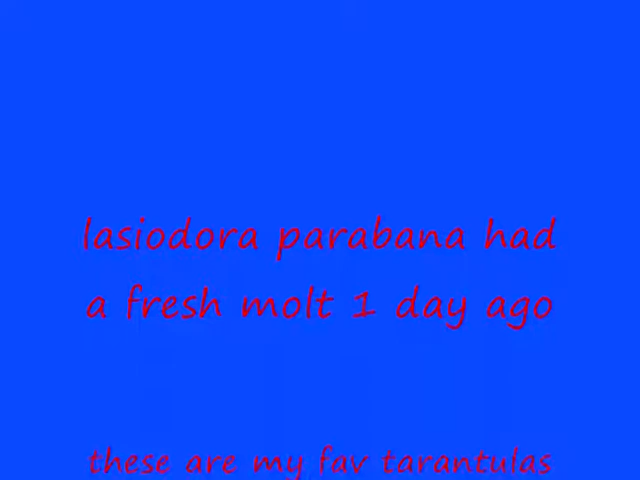 lasiodora parabana had
a fresh molt 1 day ago
these are my fav tarantulas